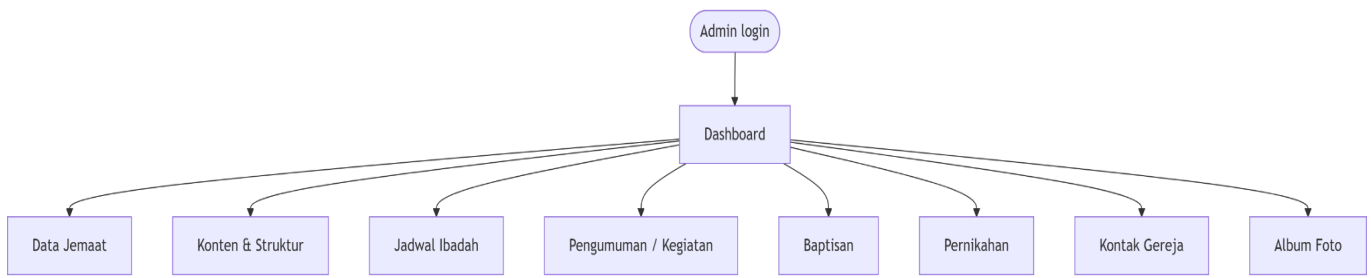 Admin login
Dashboard
Data Jemaat
Konten & Struktur
Jadwal Ibadah
Pengumuman / Kegiatan
Baptisan
Pernikahan
Kontak Gereja
Album Foto